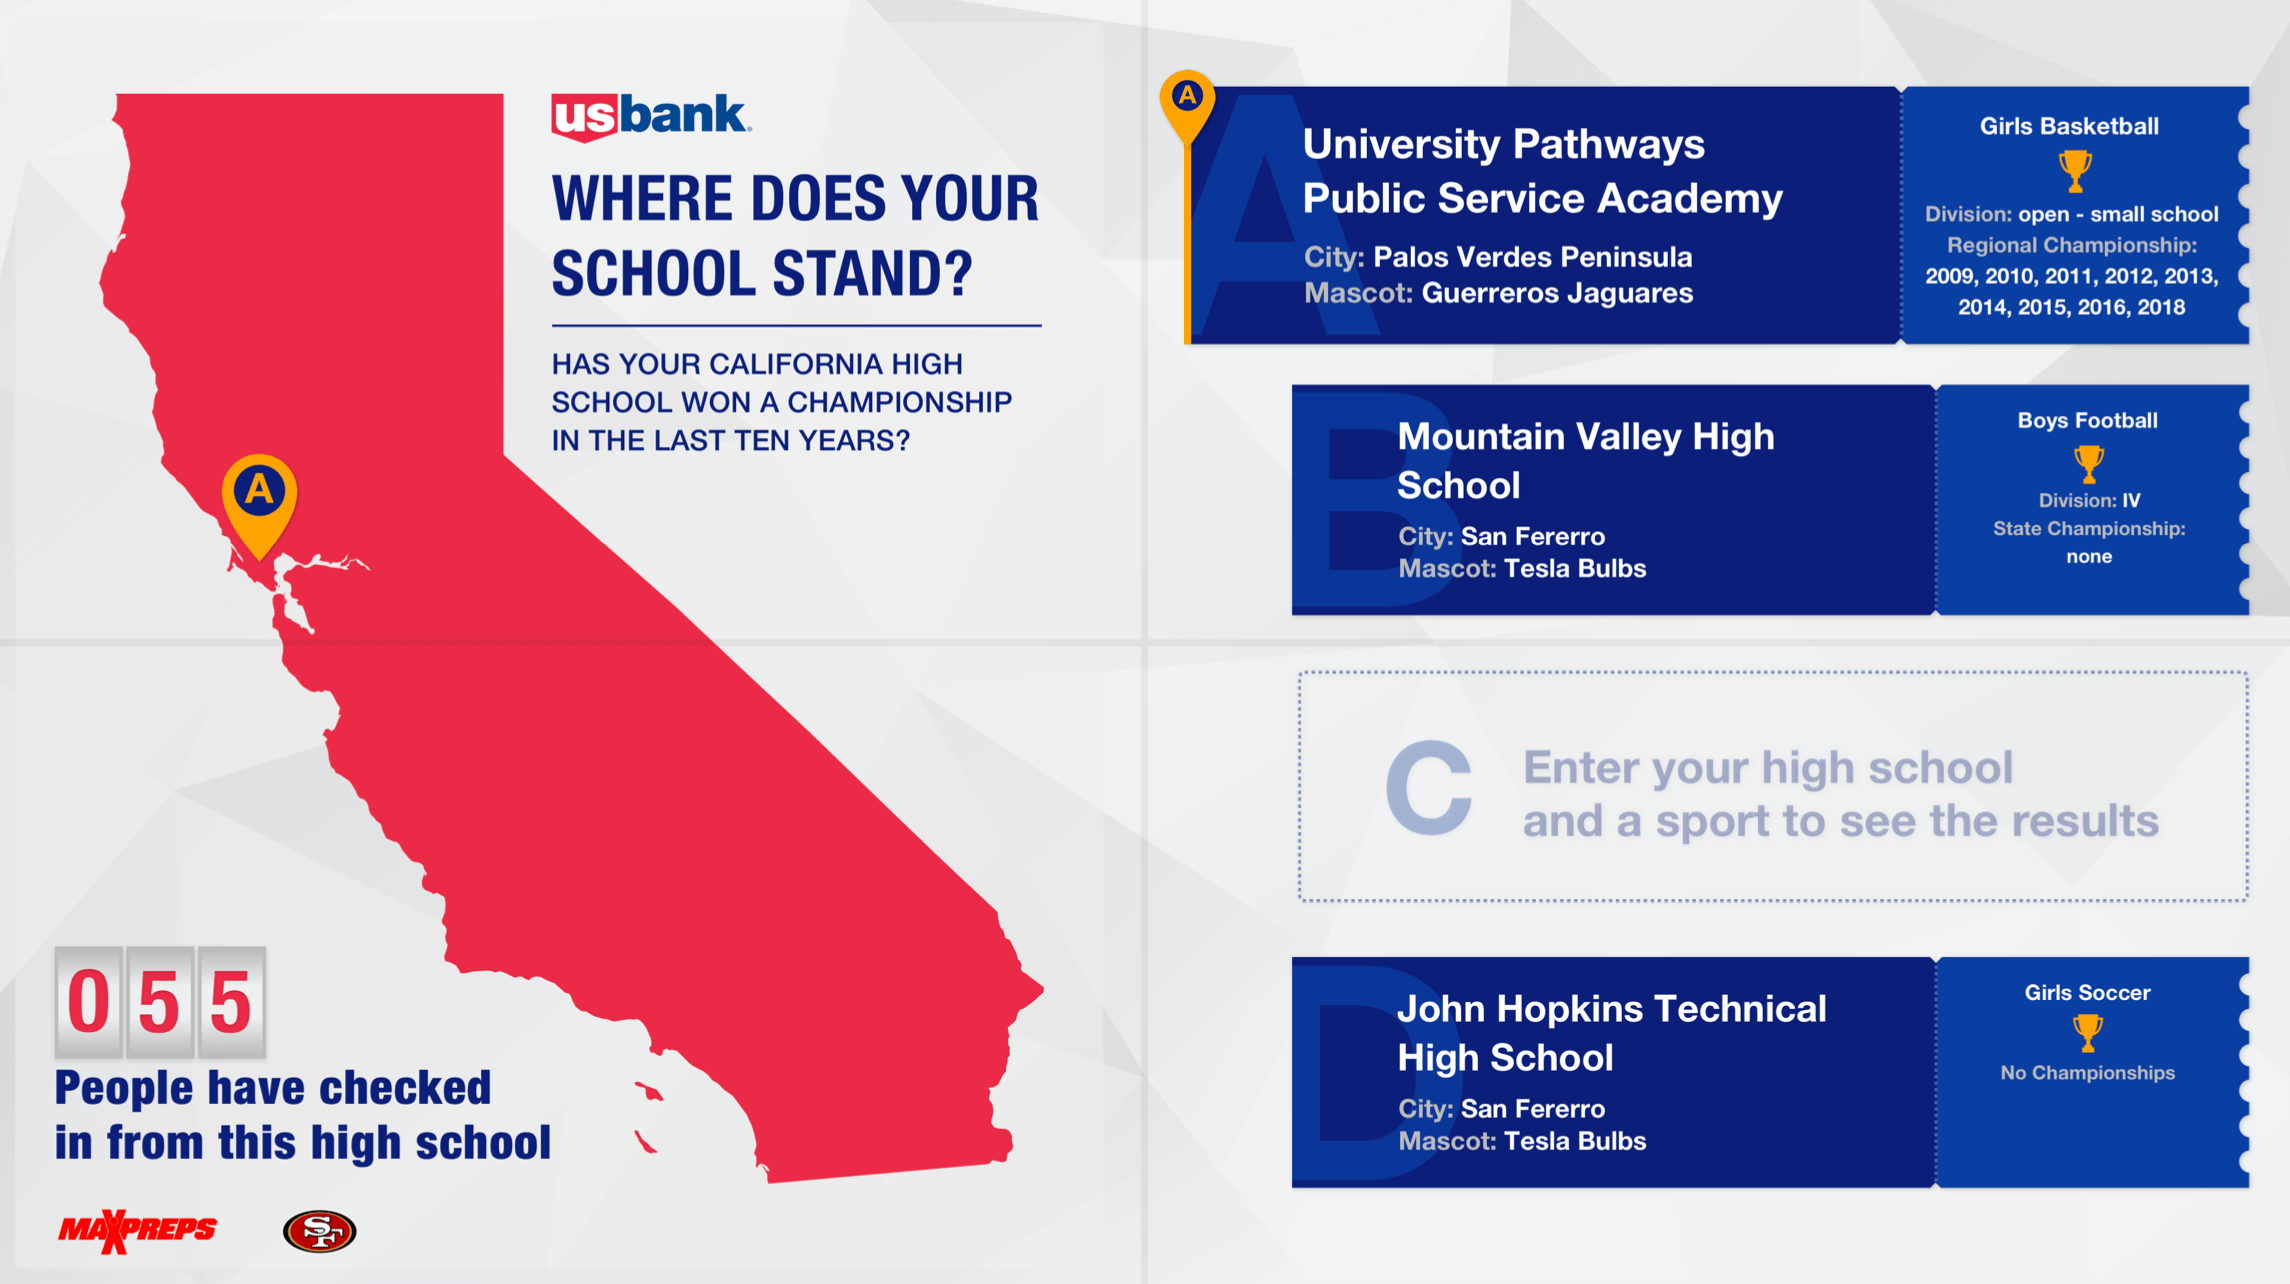 usbank
WHERE DOES YOUR
SCHOOL STAND?
HAS YOUR CALIFORNIA HIGH
SCHOOL WON A CHAMPIONSHIP
IN THE LAST TEN YEARS?
A
055
People have checked
in from this high school
MAXPREPS
SF
A
A
University Pathways
Public Service Academy
City: Palos Verdes Peninsula
Mascot: Guerreros Jaguares
Girls Basketball
Division: open - small school
Regional Championship:
2009, 2010, 2011, 2012, 2013,
2014, 2015, 2016, 2018
B
Mountain Valley High
School
City: San Fererro
Mascot: Tesla Bulbs
Boys Football
Division: IV
State Championship:
none
C
Enter your high school
and a sport to see the results
D
John Hopkins Technical
High School
City: San Fererro
Mascot: Tesla Bulbs
Girls Soccer
No Championships